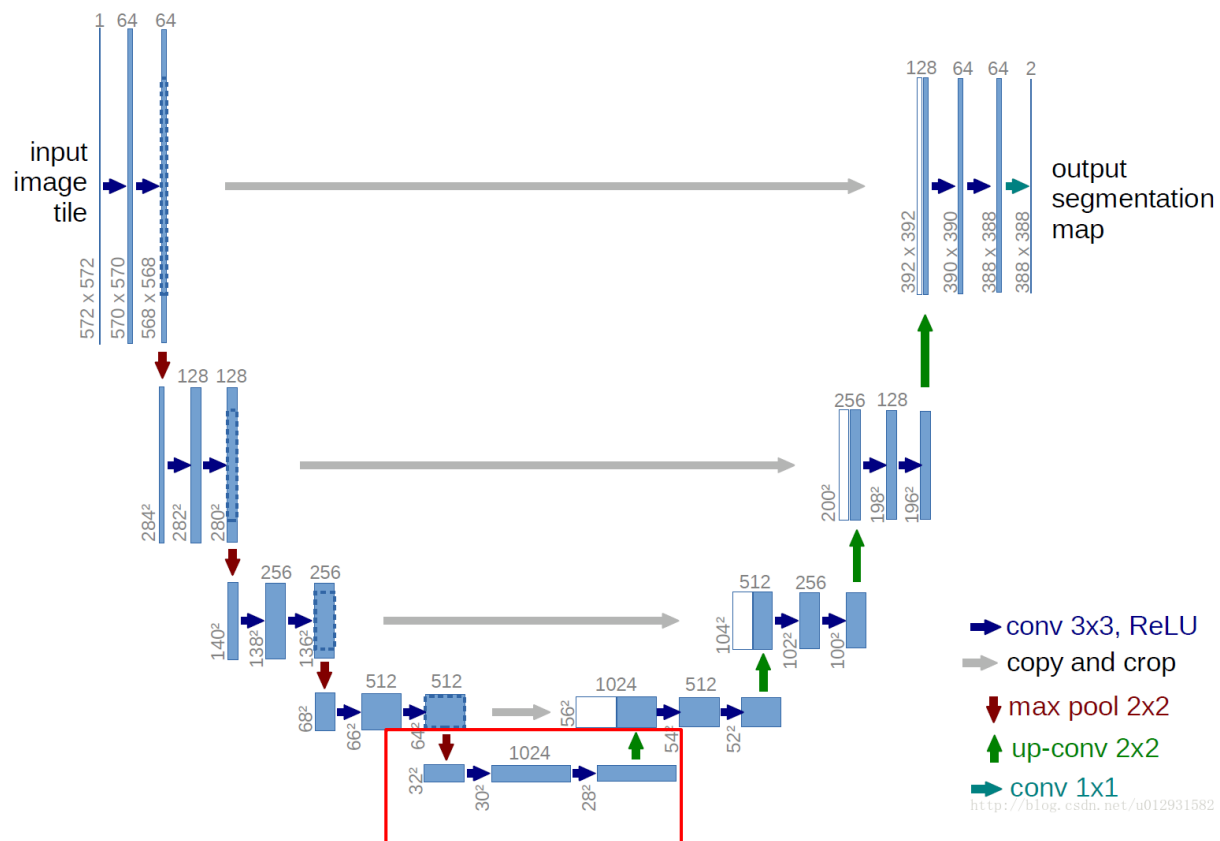 1 64 64
128 64 64 2
input
image
tile
output
segmentation
map
572 x 572
570 x 570
568 x 568
392 x 392
390 x 390
388 x 388
388 x 388
128 128
256 128
284²
282²
280²
200²
198²
196²
256 256
512 256
140²
138²
136²
104²
102²
100²
512 512
1024 512
68²
66²
64²
56²
54²
52²
1024
32²
30²
28²
conv 3x3, ReLU
copy and crop
max pool 2x2
up-conv 2x2
conv 1x1
http://blog.csdn.net/u012931582